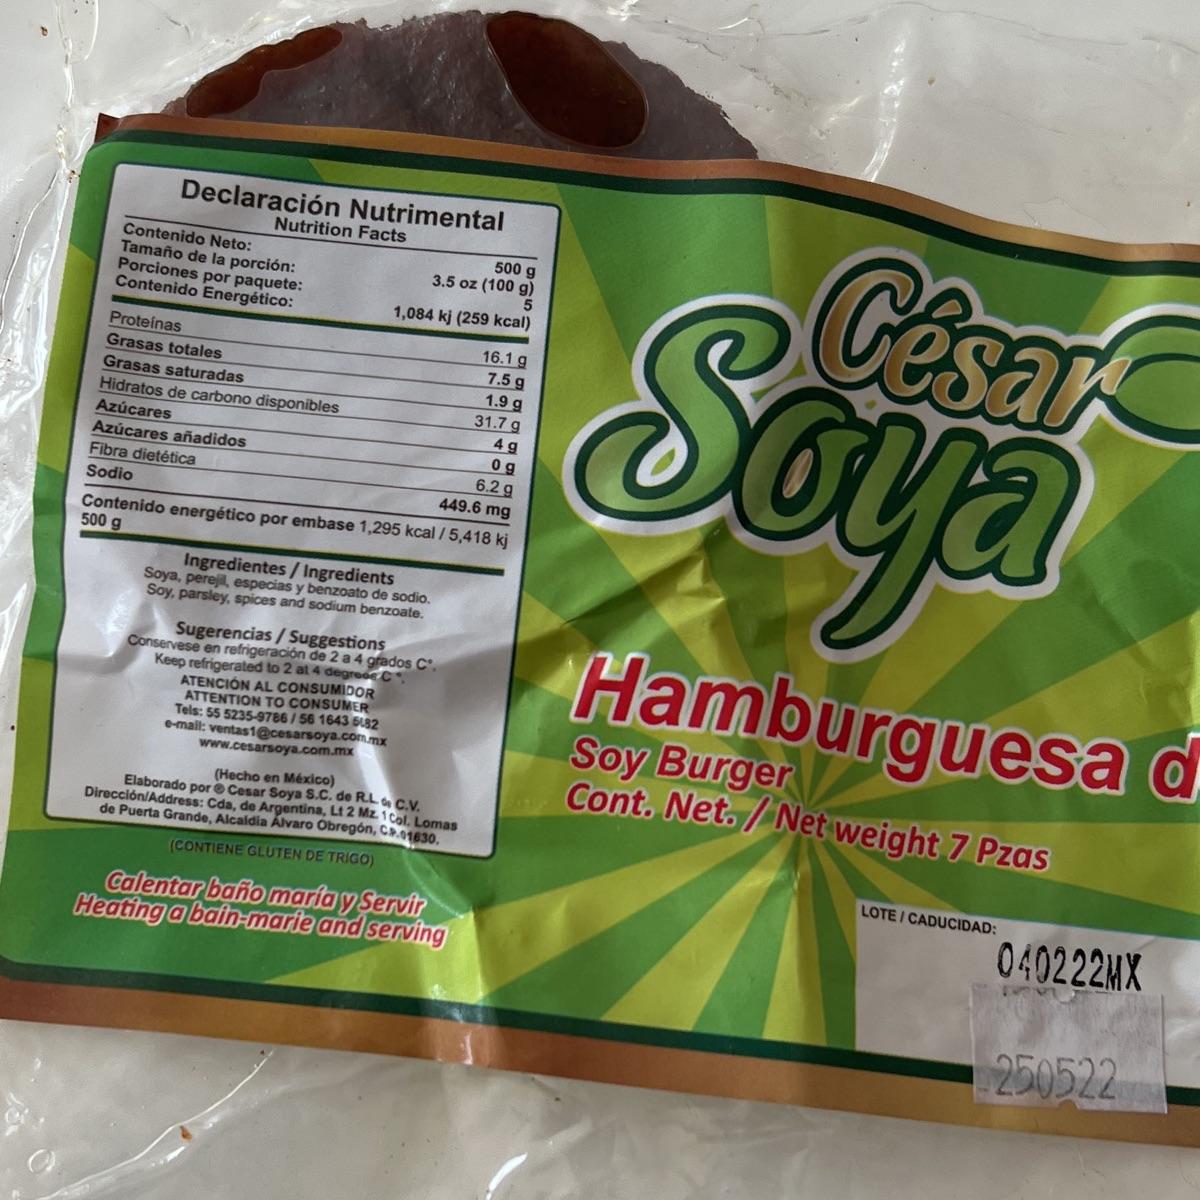 Declaración Nutrimental
Nutrition Facts
Contenido Neto: 500 g
Tamaño de la porción: 3.5 oz (100 g)
Porciones por paquete: 5
Contenido Energético: 1,084 kj (259 kcal)
Proteínas 16.1 g
Grasas totales 7.5 g
Grasas saturadas 1.9 g
Hidratos de carbono disponibles 31.7 g
Azúcares 4 g
Azúcares añadidos 0 g
Fibra dietética 6.2 g
Sodio 449.6 mg
Contenido energético por embase 1,295 kcal / 5,418 kj
500 g
Ingredientes / Ingredients
Soya, perejil, especias y benzoato de sodio.
Soy, parsley, spices and sodium benzoate.
Sugerencias / Suggestions
Conservese en refrigeración de 2 a 4 grados C°.
Keep refrigerated to 2 at 4 degrees C °.
ATENCIÓN AL CONSUMIDOR
ATTENTION TO CONSUMER
Tels: 55 5235-9786 / 56 1643 5682
e-mail: ventas1@cesarsoya.com.mx
www.cesarsoya.com.mx
(Hecho en México)
Elaborado por ® Cesar Soya S.C. de R.L. de C.V.
Dirección/Address: Cda, de Argentina, Lt 2 Mz. 1 Col. Lomas
de Puerta Grande, Alcaldía Álvaro Obregón, C.P. 01630.
(CONTIENE GLUTEN DE TRIGO)
Calentar baño maría y Servir
Heating a bain-marie and serving
César
Soya
Hamburguesa d
Soy Burger
Cont. Net. / Net weight 7 Pzas
LOTE / CADUCIDAD:
040222MX
250522